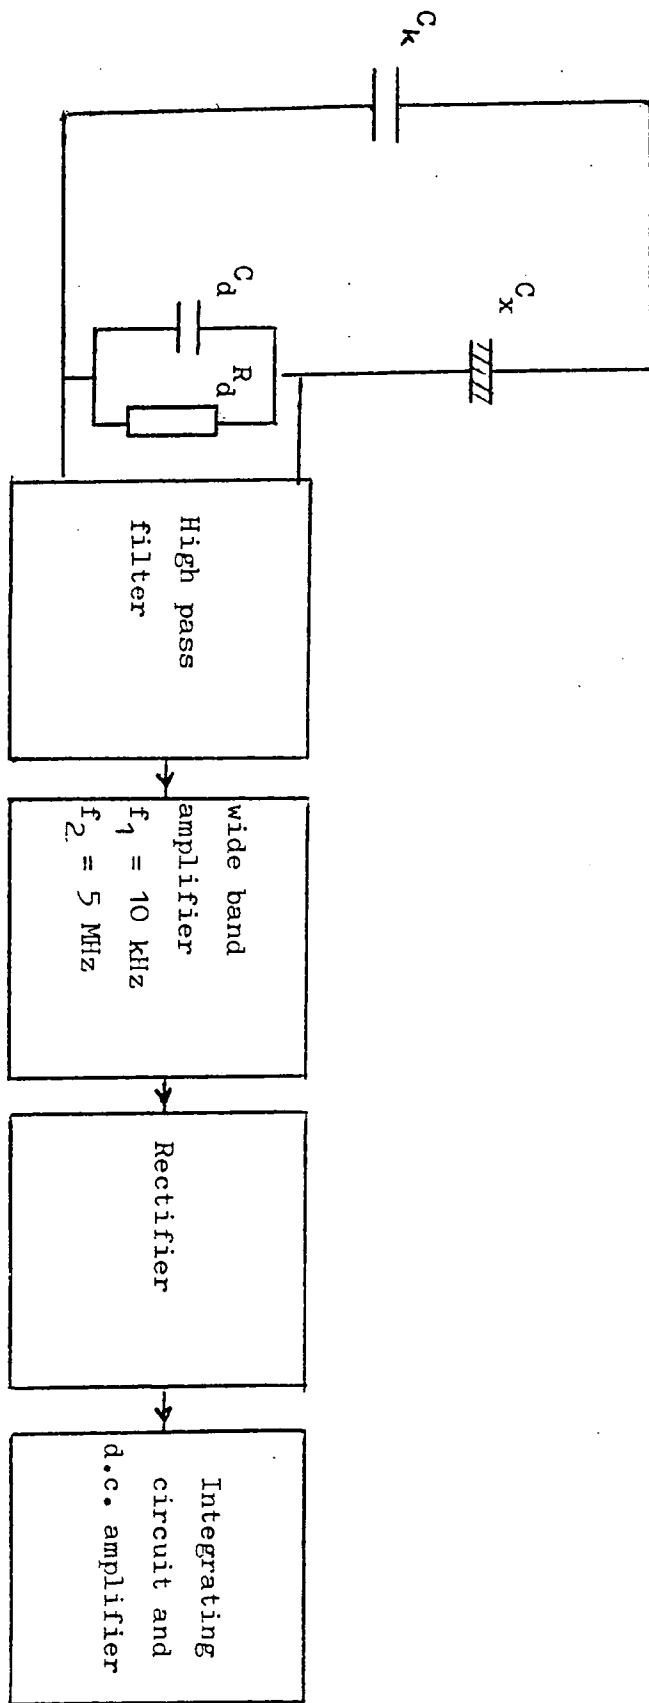 C_k
C_x
C_d
R_d
High pass
filter
wide band
amplifier
f_1 = 10 kHz
f_2 = 5 MHz
Rectifier
Integrating
circuit and
d.c. amplifier